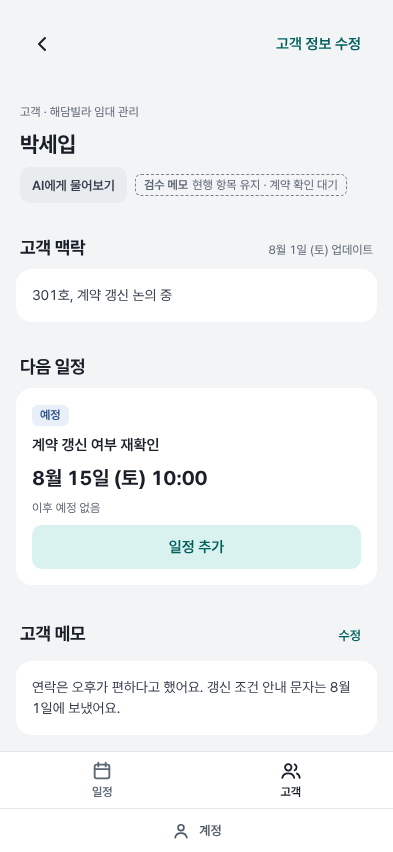 고객 정보 수정
고객 · 해담빌라 임대 관리
박세입
AI에게 물어보기
검수 메모 현행 항목 유지 · 계약 확인 대기
고객 맥락
8월 1일 (토) 업데이트
301호, 계약 갱신 논의 중
다음 일정
예정
계약 갱신 여부 재확인
8월 15일 (토) 10:00
이후 예정 없음
일정 추가
고객 메모
수정
연락은 오후가 편하다고 했어요. 갱신 조건 안내 문자는 8월
1일에 보냈어요.
일정
고객
계정